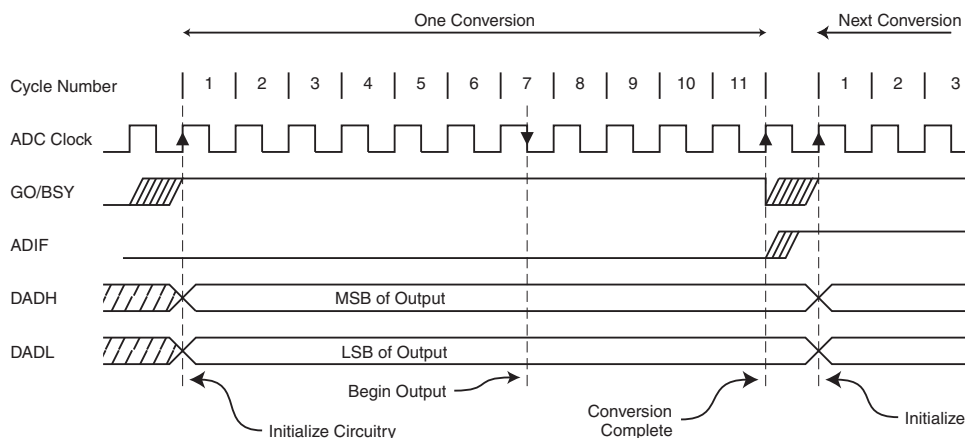 One Conversion Next Conversion
Cycle Number 1 2 3 4 5 6 7 8 9 10 11 1 2 3
ADC Clock
GO/BSY
ADIF
DADH MSB of Output
DADL LSB of Output
Initialize Circuitry
Begin Output
Conversion
Complete
Initialize